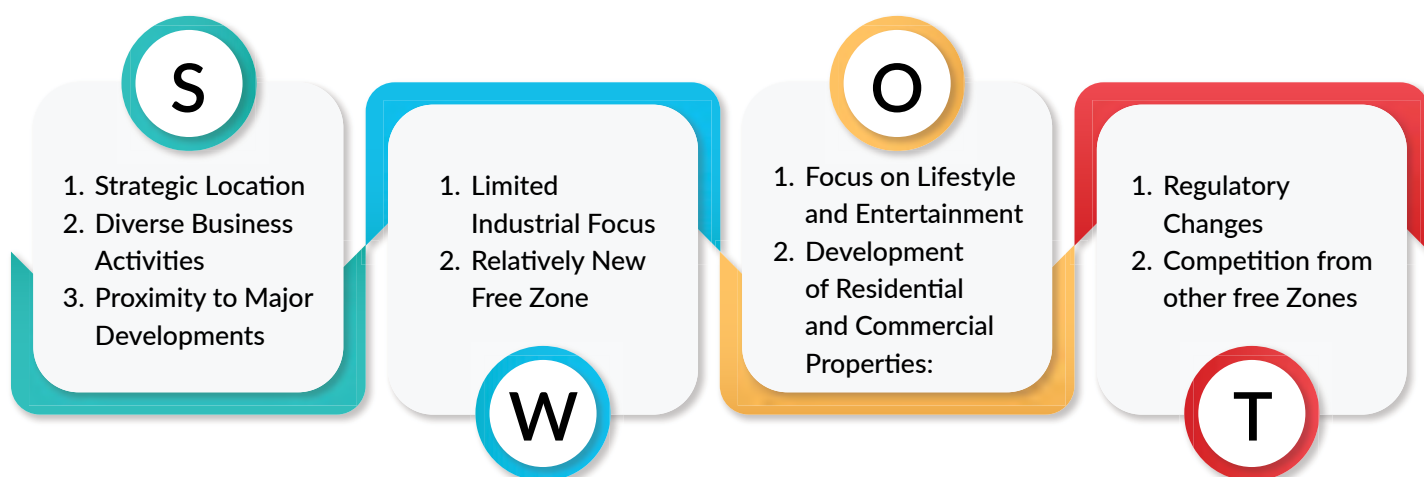 S
1. Strategic Location
2. Diverse Business
Activities
3. Proximity to Major
Developments
1. Limited
Industrial Focus
2. Relatively New
Free Zone
W
O
1. Focus on Lifestyle
and Entertainment
2. Development
of Residential
and Commercial
Properties:
1. Regulatory
Changes
2. Competition from
other free Zones
T